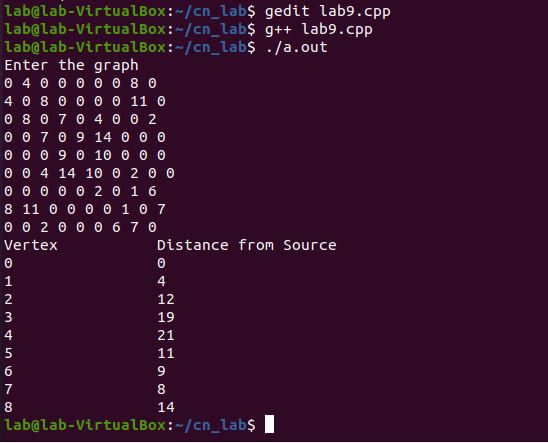 lab@lab-VirtualBox:~/cn_lab$ gedit lab9.cpp
lab@lab-VirtualBox:~/cn_lab$ g++ lab9.cpp
lab@lab-VirtualBox:~/cn_lab$ ./a.out
Enter the graph
0 4 0 0 0 0 0 8 0
4 0 8 0 0 0 0 11 0
0 8 0 7 0 4 0 0 2
0 0 7 0 9 14 0 0 0
0 0 0 9 0 10 0 0 0
0 0 4 14 10 0 2 0 0
0 0 0 0 0 2 0 1 6
8 11 0 0 0 0 1 0 7
0 0 2 0 0 0 6 7 0
Vertex Distance from Source
0 0
1 4
2 12
3 19
4 21
5 11
6 9
7 8
8 14
lab@lab-VirtualBox:~/cn_lab$